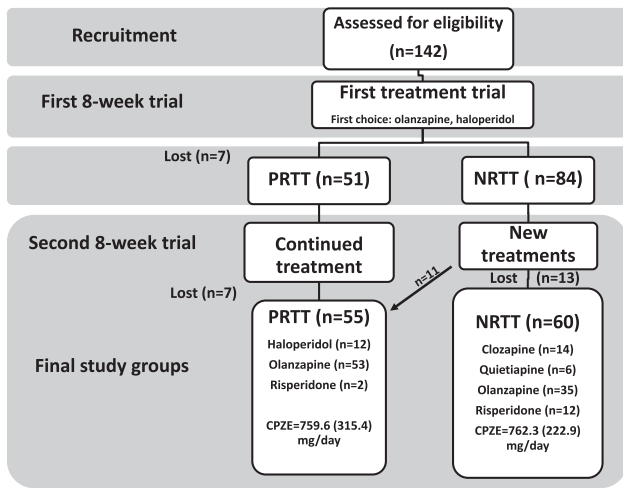 Recruitment
Assessed for eligibility
(n=142)
First 8-week trial
First treatment trial
First choice: olanzapine, haloperidol
Lost (n=7)
PRTT (n=51)
NRTT ( n=84)
Second 8-week trial
Continued
treatment
New
treatments
n=11
Lost (n=7)
Lost (n=13)
Final study groups
PRTT (n=55)
Haloperidol (n=12)
Olanzapine (n=53)
Risperidone (n=2)
CPZE=759.6 (315.4)
mg/day
NRTT (n=60)
Clozapine (n=14)
Quietiapine (n=6)
Olanzapine (n=35)
Risperidone (n=12)
CPZE=762.3 (222.9)
mg/day